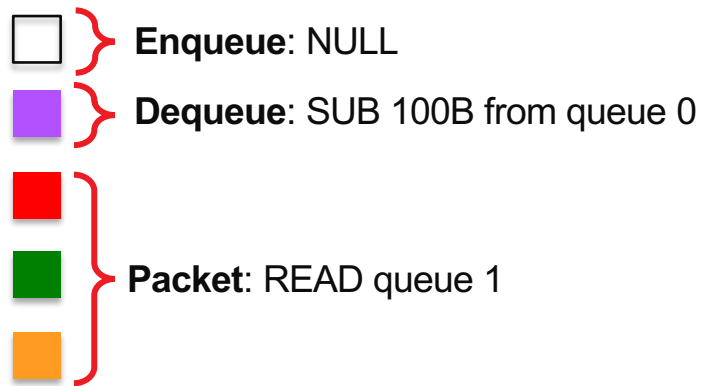 Enqueue: NULL
Dequeue: SUB 100B from queue 0
Packet: READ queue 1